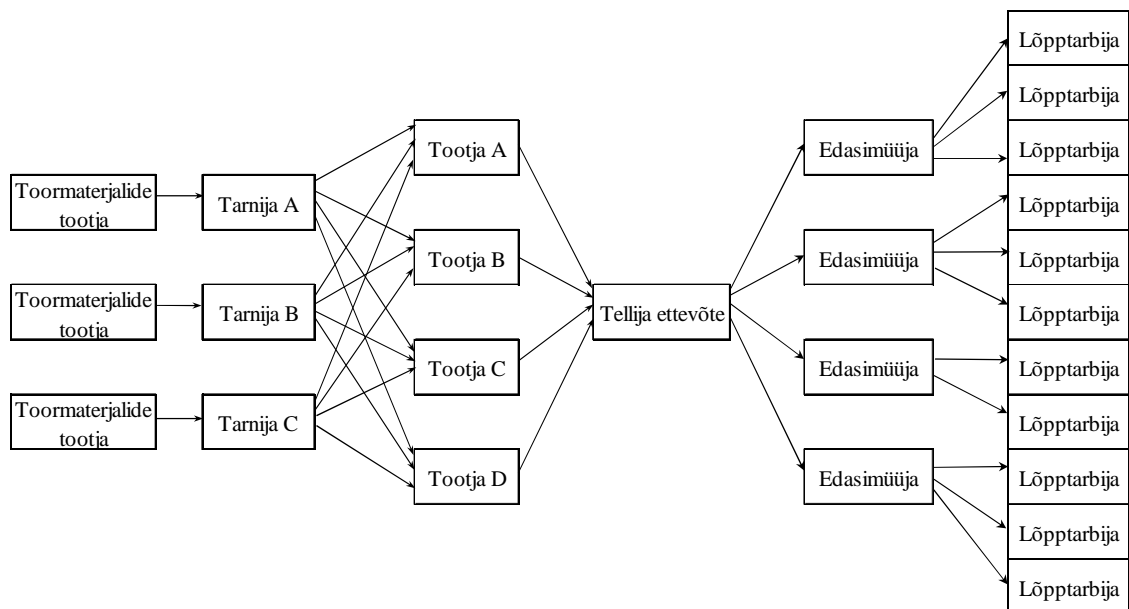 Toormaterjalide
tootja
Toormaterjalide
tootja
Toormaterjalide
tootja
Tarnija A
Tarnija B
Tarnija C
Tootja A
Tootja B
Tootja C
Tootja D
Tellija ettevõte
Edasimüüja
Edasimüüja
Edasimüüja
Edasimüüja
Lõpptarbija
Lõpptarbija
Lõpptarbija
Lõpptarbija
Lõpptarbija
Lõpptarbija
Lõpptarbija
Lõpptarbija
Lõpptarbija
Lõpptarbija
Lõpptarbija